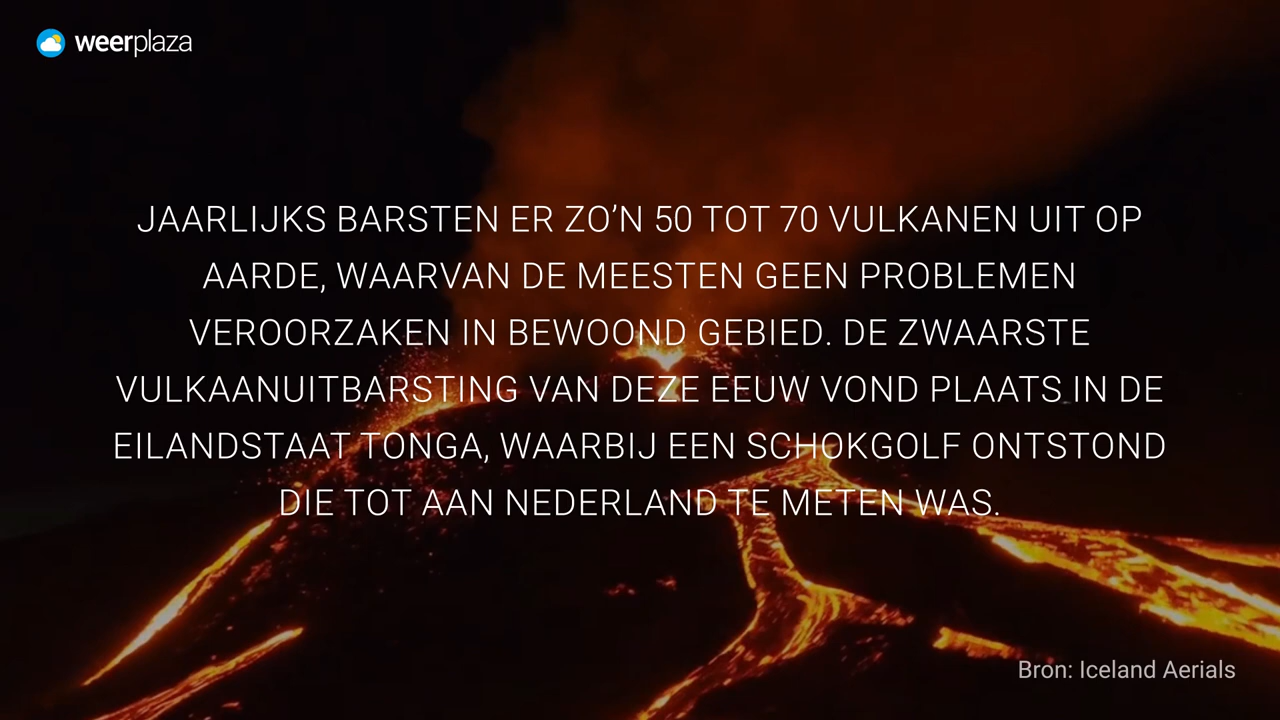 weerplaza
JAARLIJKS BARSTEN ER ZO’N 50 TOT 70 VULKANEN UIT OP
AARDE, WAARVAN DE MEESTEN GEEN PROBLEMEN
VEROORZAKEN IN BEWOOND GEBIED. DE ZWAARSTE
VULKAANUITBARSTING VAN DEZE EEUW VOND PLAATS IN DE
EILANDSTAAT TONGA, WAARBIJ EEN SCHOKGOLF ONTSTOND
DIE TOT AAN NEDERLAND TE METEN WAS.
Bron: Iceland Aerials